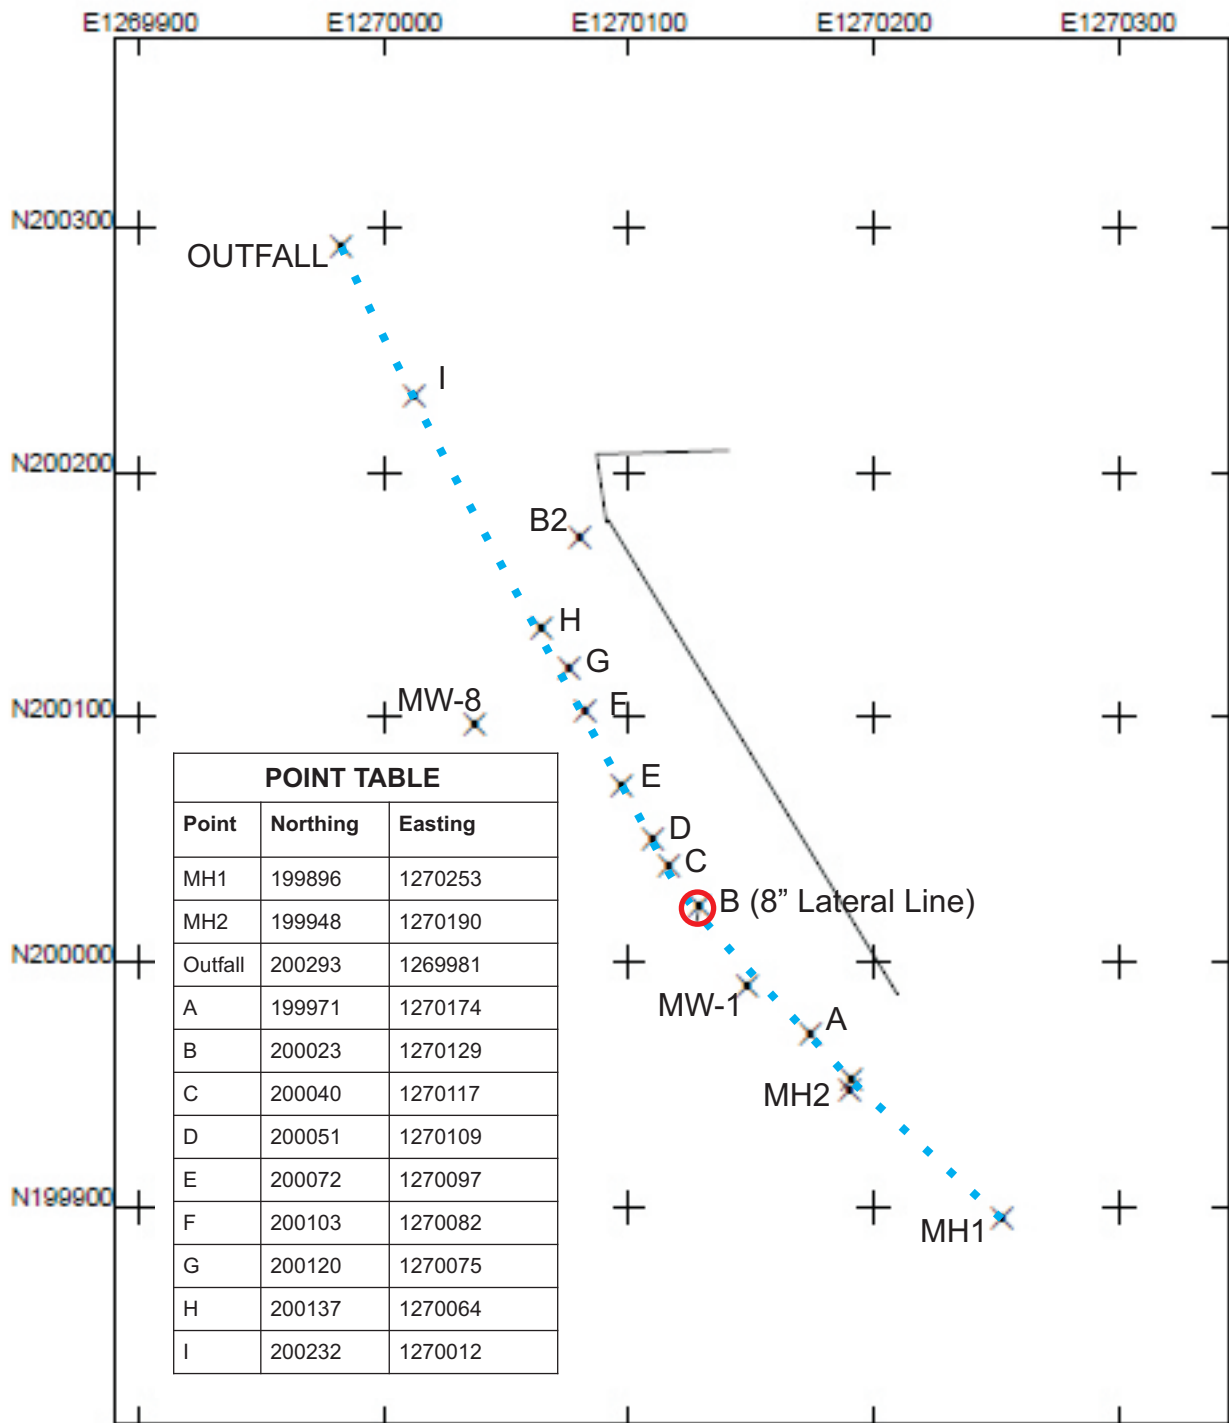 E1269900 E1270000 E1270100 E1270200 E1270300
N200300
OUTFALL
I
N200200
B2
H
G
N200100
MW-8
F
E
D
C
B (8” Lateral Line)
N200000
MW-1
A
MH2
N199900
MH1
POINT TABLE
Point Northing Easting
MH1 199896 1270253
MH2 199948 1270190
Outfall 200293 1269981
A 199971 1270174
B 200023 1270129
C 200040 1270117
D 200051 1270109
E 200072 1270097
F 200103 1270082
G 200120 1270075
H 200137 1270064
I 200232 1270012